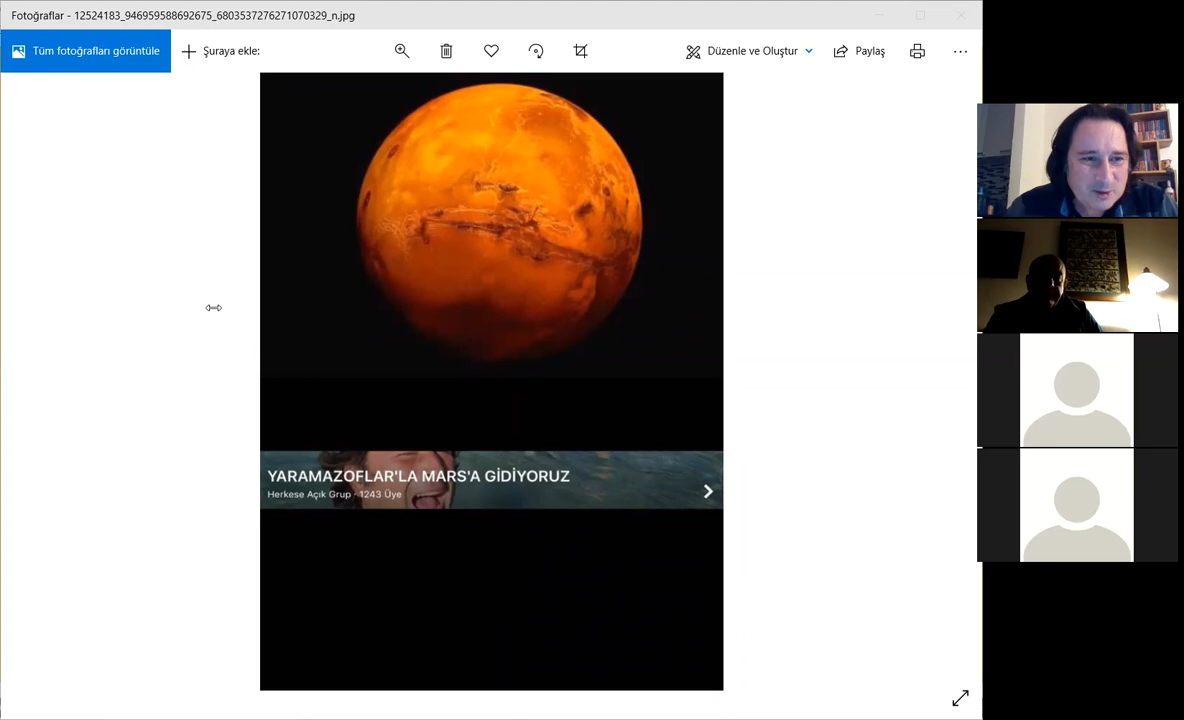 Fotoğraflar - 12524183_946959588692675_6803537276271070329_n.jpg
Tüm fotoğrafları görüntüle
Şuraya ekle:
Düzenle ve Oluştur
Paylaş
YARAMAZOFLAR'LA MARS'A GİDİYORUZ
Herkese Açık Grup · 1243 Üye